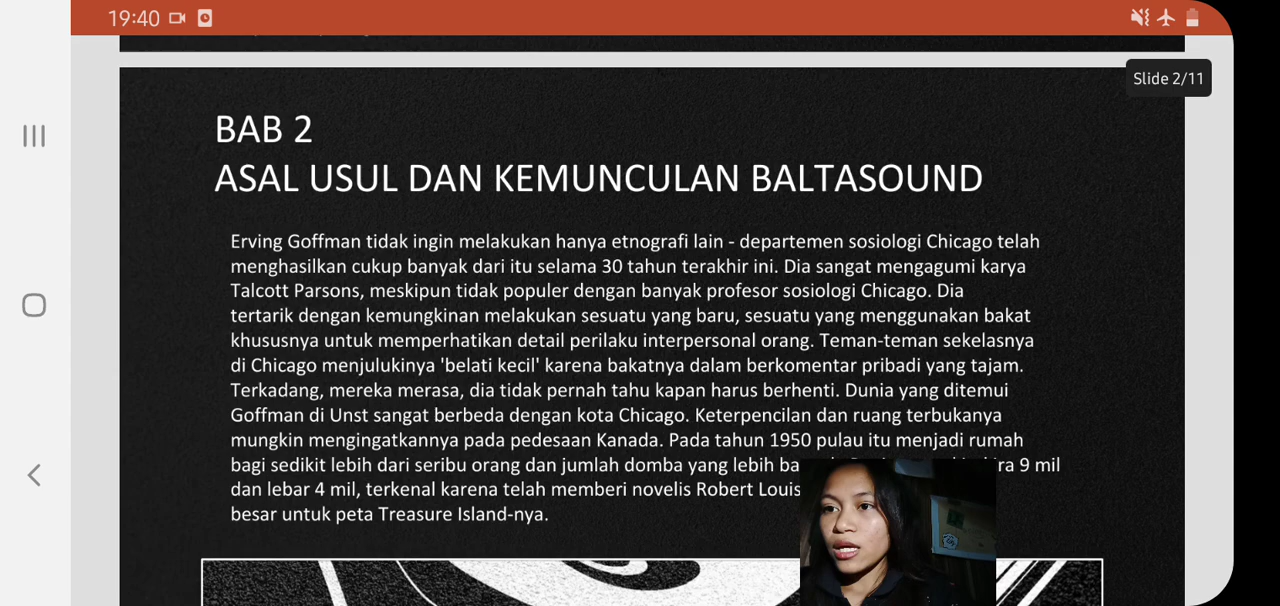 19:40
Slide 2/11
BAB 2
ASAL USUL DAN KEMUNCULAN BALTASOUND
Erving Goffman tidak ingin melakukan hanya etnografi lain - departemen sosiologi Chicago telah
menghasilkan cukup banyak dari itu selama 30 tahun terakhir ini. Dia sangat mengagumi karya
Talcott Parsons, meskipun tidak populer dengan banyak profesor sosiologi Chicago. Dia
tertarik dengan kemungkinan melakukan sesuatu yang baru, sesuatu yang menggunakan bakat
khususnya untuk memperhatikan detail perilaku interpersonal orang. Teman-teman sekelasnya
di Chicago menjulukinya 'belati kecil' karena bakatnya dalam berkomentar pribadi yang tajam.
Terkadang, mereka merasa, dia tidak pernah tahu kapan harus berhenti. Dunia yang ditemui
Goffman di Unst sangat berbeda dengan kota Chicago. Keterpencilan dan ruang terbukanya
mungkin mengingatkannya pada pedesaan Kanada. Pada tahun 1950 pulau itu menjadi rumah
bagi sedikit lebih dari seribu orang dan jumlah domba yang lebih 9 mil
dan lebar 4 mil, terkenal karena telah memberi novelis Robert Louis
besar untuk peta Treasure Island-nya.